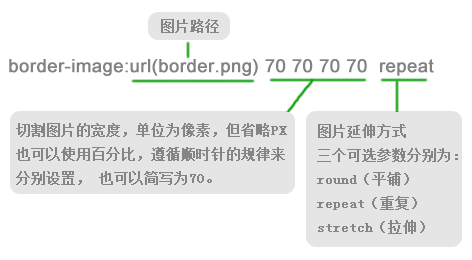 图片路径
border-image:url(border.png) 70 70 70 70 repeat
切割图片的宽度，单位为像素，但省略PX
也可以使用百分比，遵循顺时针的规律来
分别设置， 也可以简写为70。
图片延伸方式
三个可选参数分别为：
round（平铺）
repeat（重复）
stretch（拉伸）